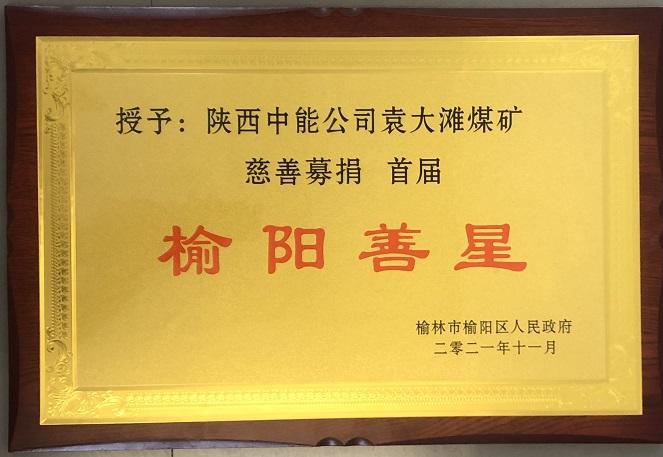 授予：陕西中能公司袁大滩煤矿
慈善募捐 首届
榆阳善星
榆林市榆阳区人民政府
二零二一年十一月